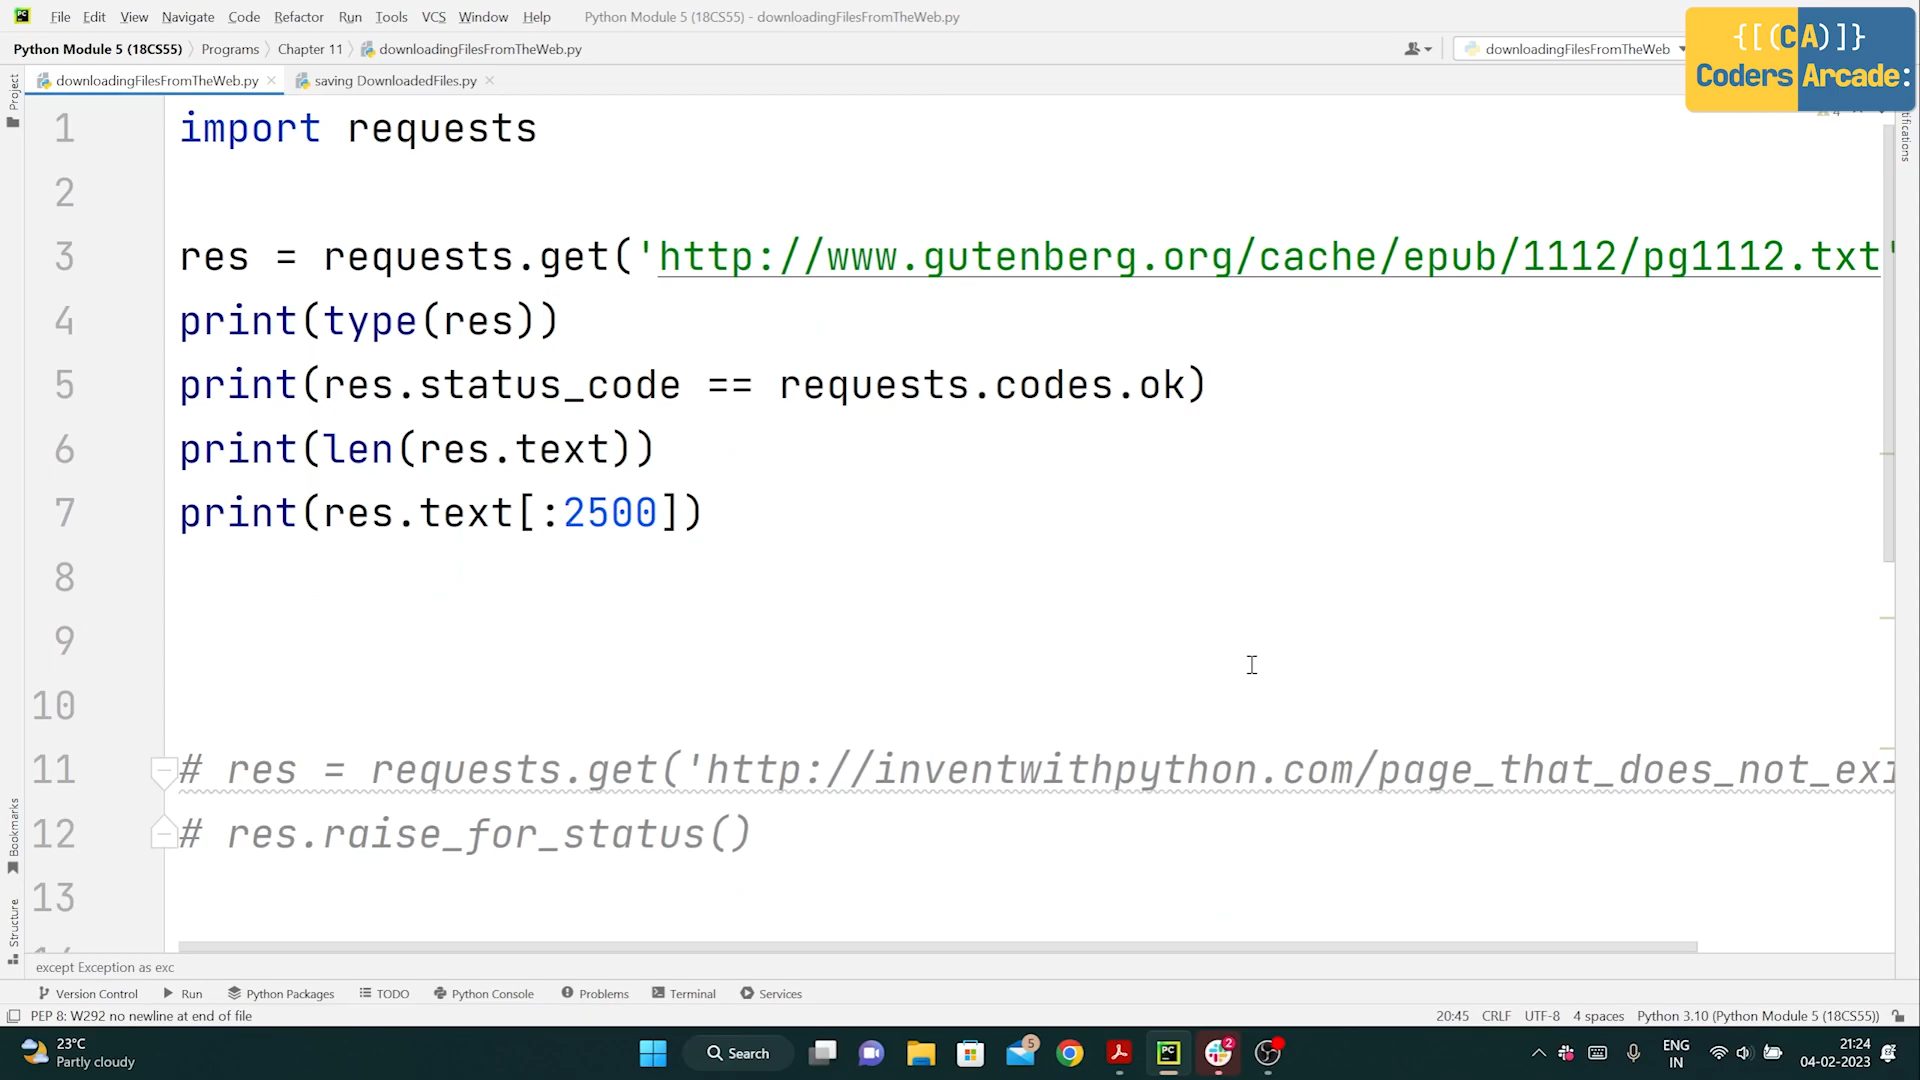 File Edit View Navigate Code Refactor Run Tools VCS Window Help Python Module 5 (18CS55) - downloadingFilesFromTheWeb.py
{[(CA)]}
Coders Arcade:
Python Module 5 (18CS55) Programs Chapter 11 downloadingFilesFromTheWeb.py downloadingFilesFromTheWeb
downloadingFilesFromTheWeb.py saving DownloadedFiles.py
Project
1 import requests
2
3 res = requests.get('http://www.gutenberg.org/cache/epub/1112/pg1112.txt'
4 print(type(res))
5 print(res.status_code == requests.codes.ok)
6 print(len(res.text))
7 print(res.text[:2500])
8
9
10
11 # res = requests.get('http://inventwithpython.com/page_that_does_not_exi
12 # res.raise_for_status()
13
Bookmarks
Structure
except Exception as exc
Version Control Run Python Packages TODO Python Console Problems Terminal Services
PEP 8: W292 no newline at end of file 20:45 CRLF UTF-8 4 spaces Python 3.10 (Python Module 5 (18CS55))
23°C
Partly cloudy
Search
5
2
ENG
IN
21:24
04-02-2023